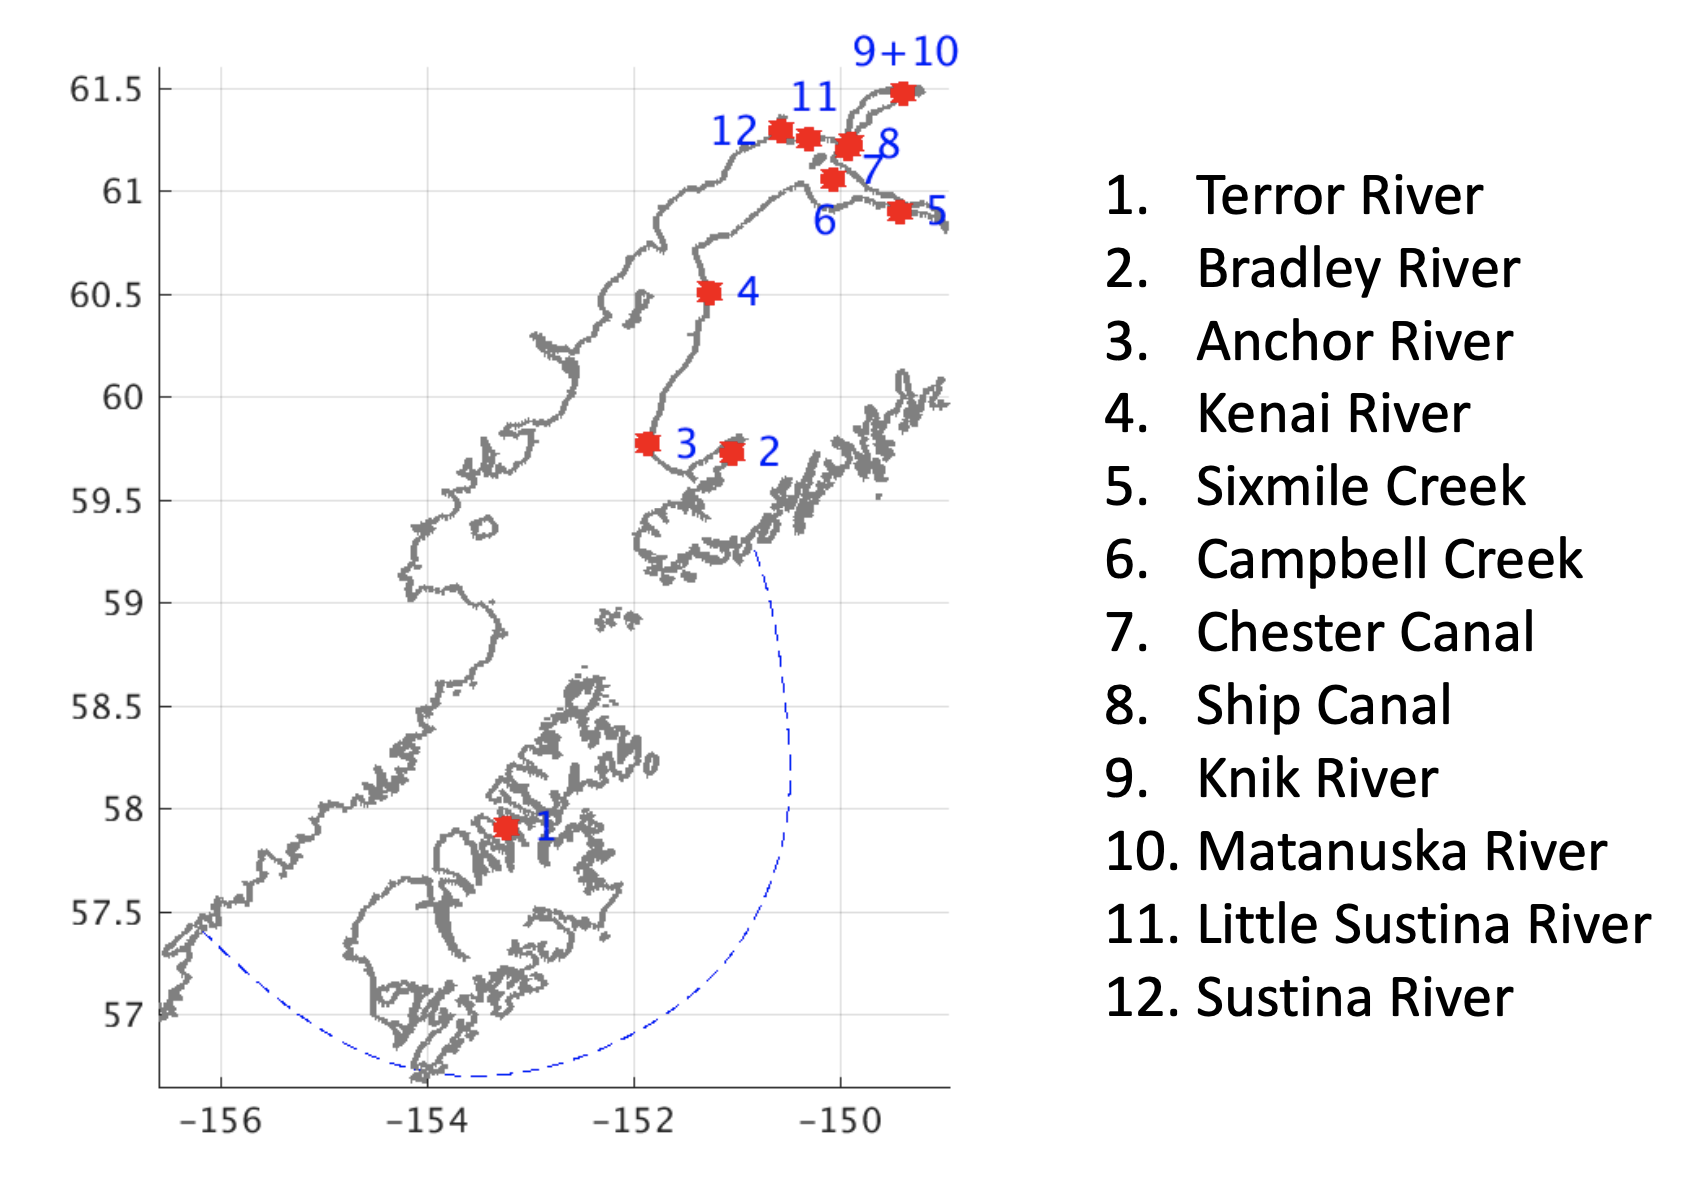 9+10
61.5
11
12
8
7
61
5
6
60.5
4
60
3
2
59.5
59
58.5
58
1
57.5
57
−156
−154
−152
−150
1. Terror River
2. Bradley River
3. Anchor River
4. Kenai River
5. Sixmile Creek
6. Campbell Creek
7. Chester Canal
8. Ship Canal
9. Knik River
10. Matanuska River
11. Little Sustina River
12. Sustina River